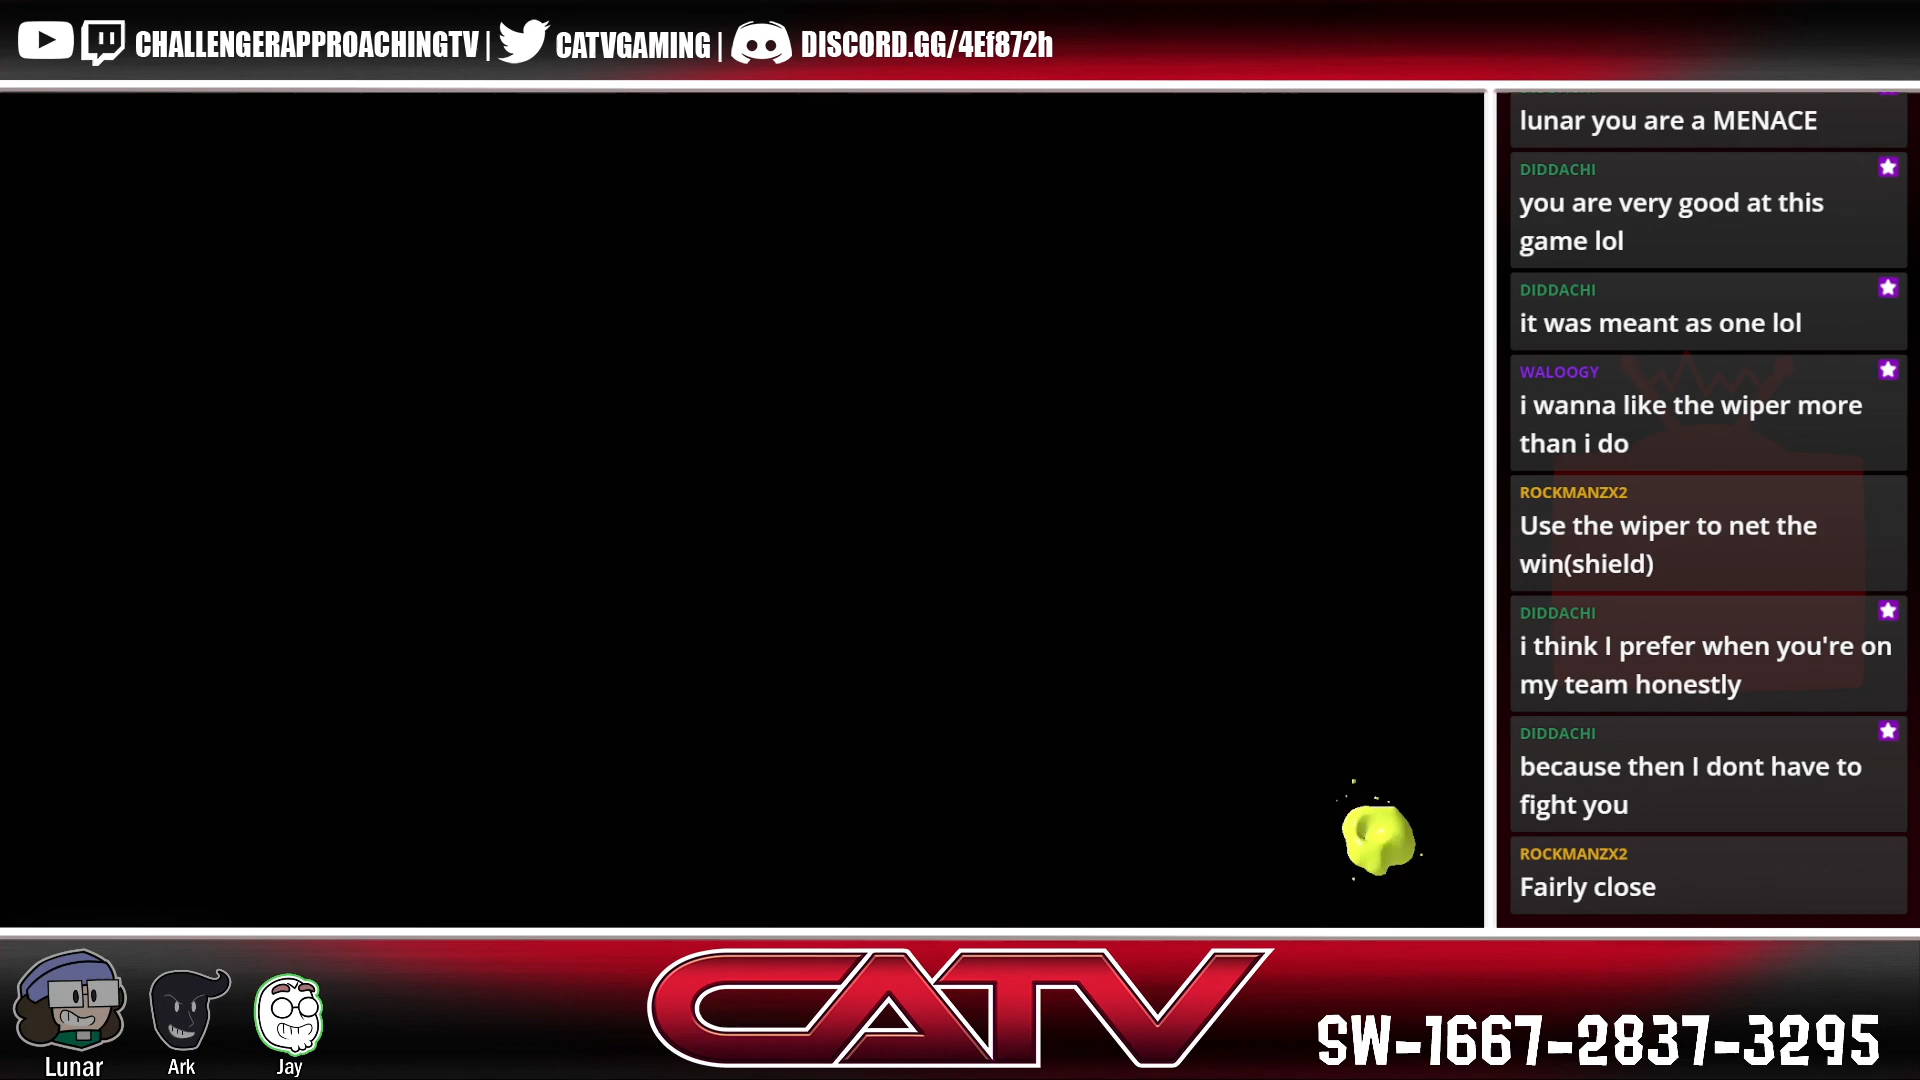 CHALLENGERAPPROACHINGTV | CATVGAMING | DISCORD.GG/4Ef872h
lunar you are a MENACE
DIDDACHI
you are very good at this
game lol
DIDDACHI
it was meant as one lol
WALOOGY
i wanna like the wiper more
than i do
ROCKMANZX2
Use the wiper to net the
win(shield)
DIDDACHI
i think I prefer when you're on
my team honestly
DIDDACHI
because then I dont have to
fight you
ROCKMANZX2
Fairly close
Lunar
Ark
Jay
CATV
SW-1667-2837-3295